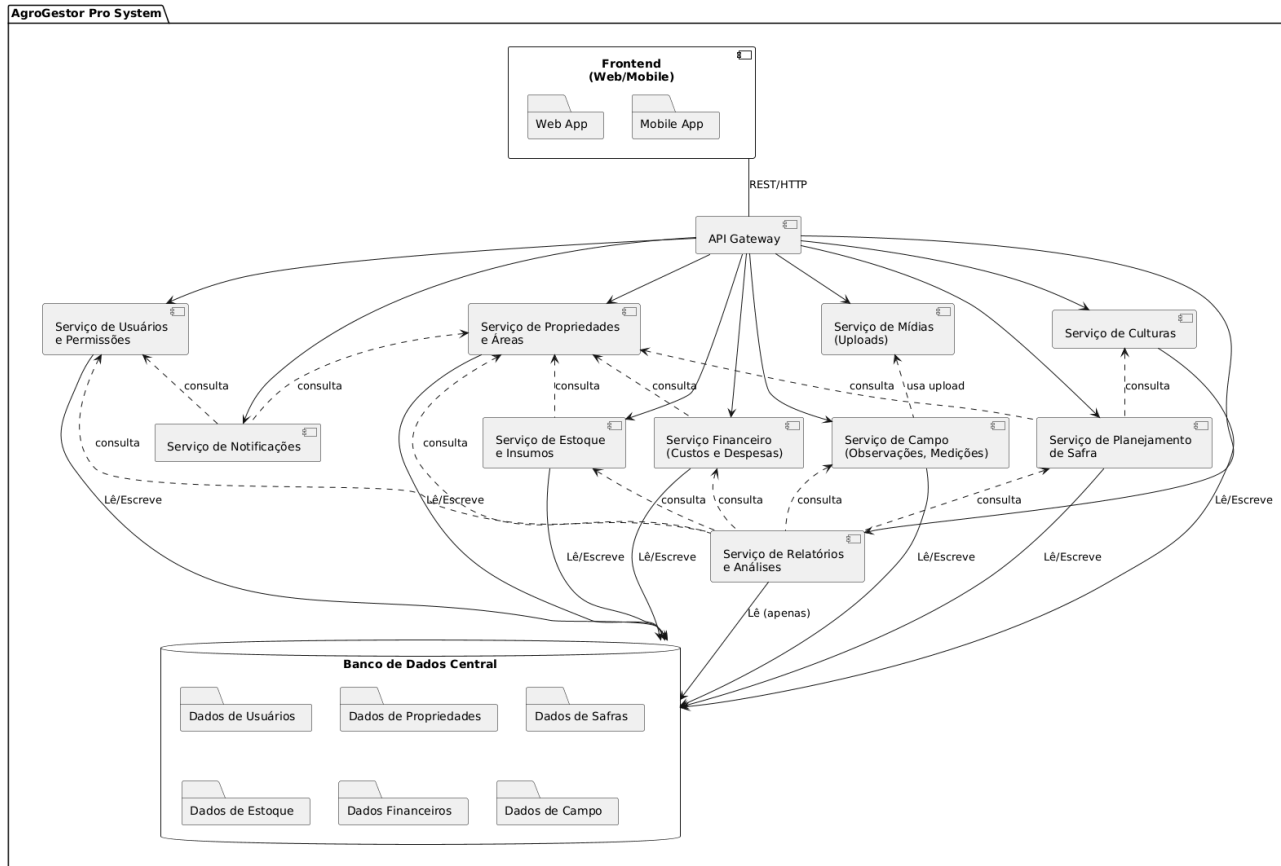 AgroGestor Pro System
Frontend
(Web/Mobile)
Web App
Mobile App
REST/HTTP
API Gateway
Serviço de Usuários
e Permissões
Serviço de Propriedades
e Áreas
Serviço de Mídias
(Uploads)
Serviço de Culturas
consulta
consulta
consulta
consulta
consulta
usa upload
consulta
Serviço de Notificações
consulta
consulta
Serviço de Estoque
e Insumos
Serviço Financeiro
(Custos e Despesas)
Serviço de Campo
(Observações, Medições)
Serviço de Planejamento
de Safra
Lê/Escreve
Lê/Escreve
consulta
consulta
consulta
consulta
Lê/Escreve
Serviço de Relatórios
e Análises
Lê/Escreve
Lê/Escreve
Lê/Escreve
Lê/Escreve
Lê (apenas)
Banco de Dados Central
Dados de Usuários
Dados de Propriedades
Dados de Safras
Dados de Estoque
Dados Financeiros
Dados de Campo